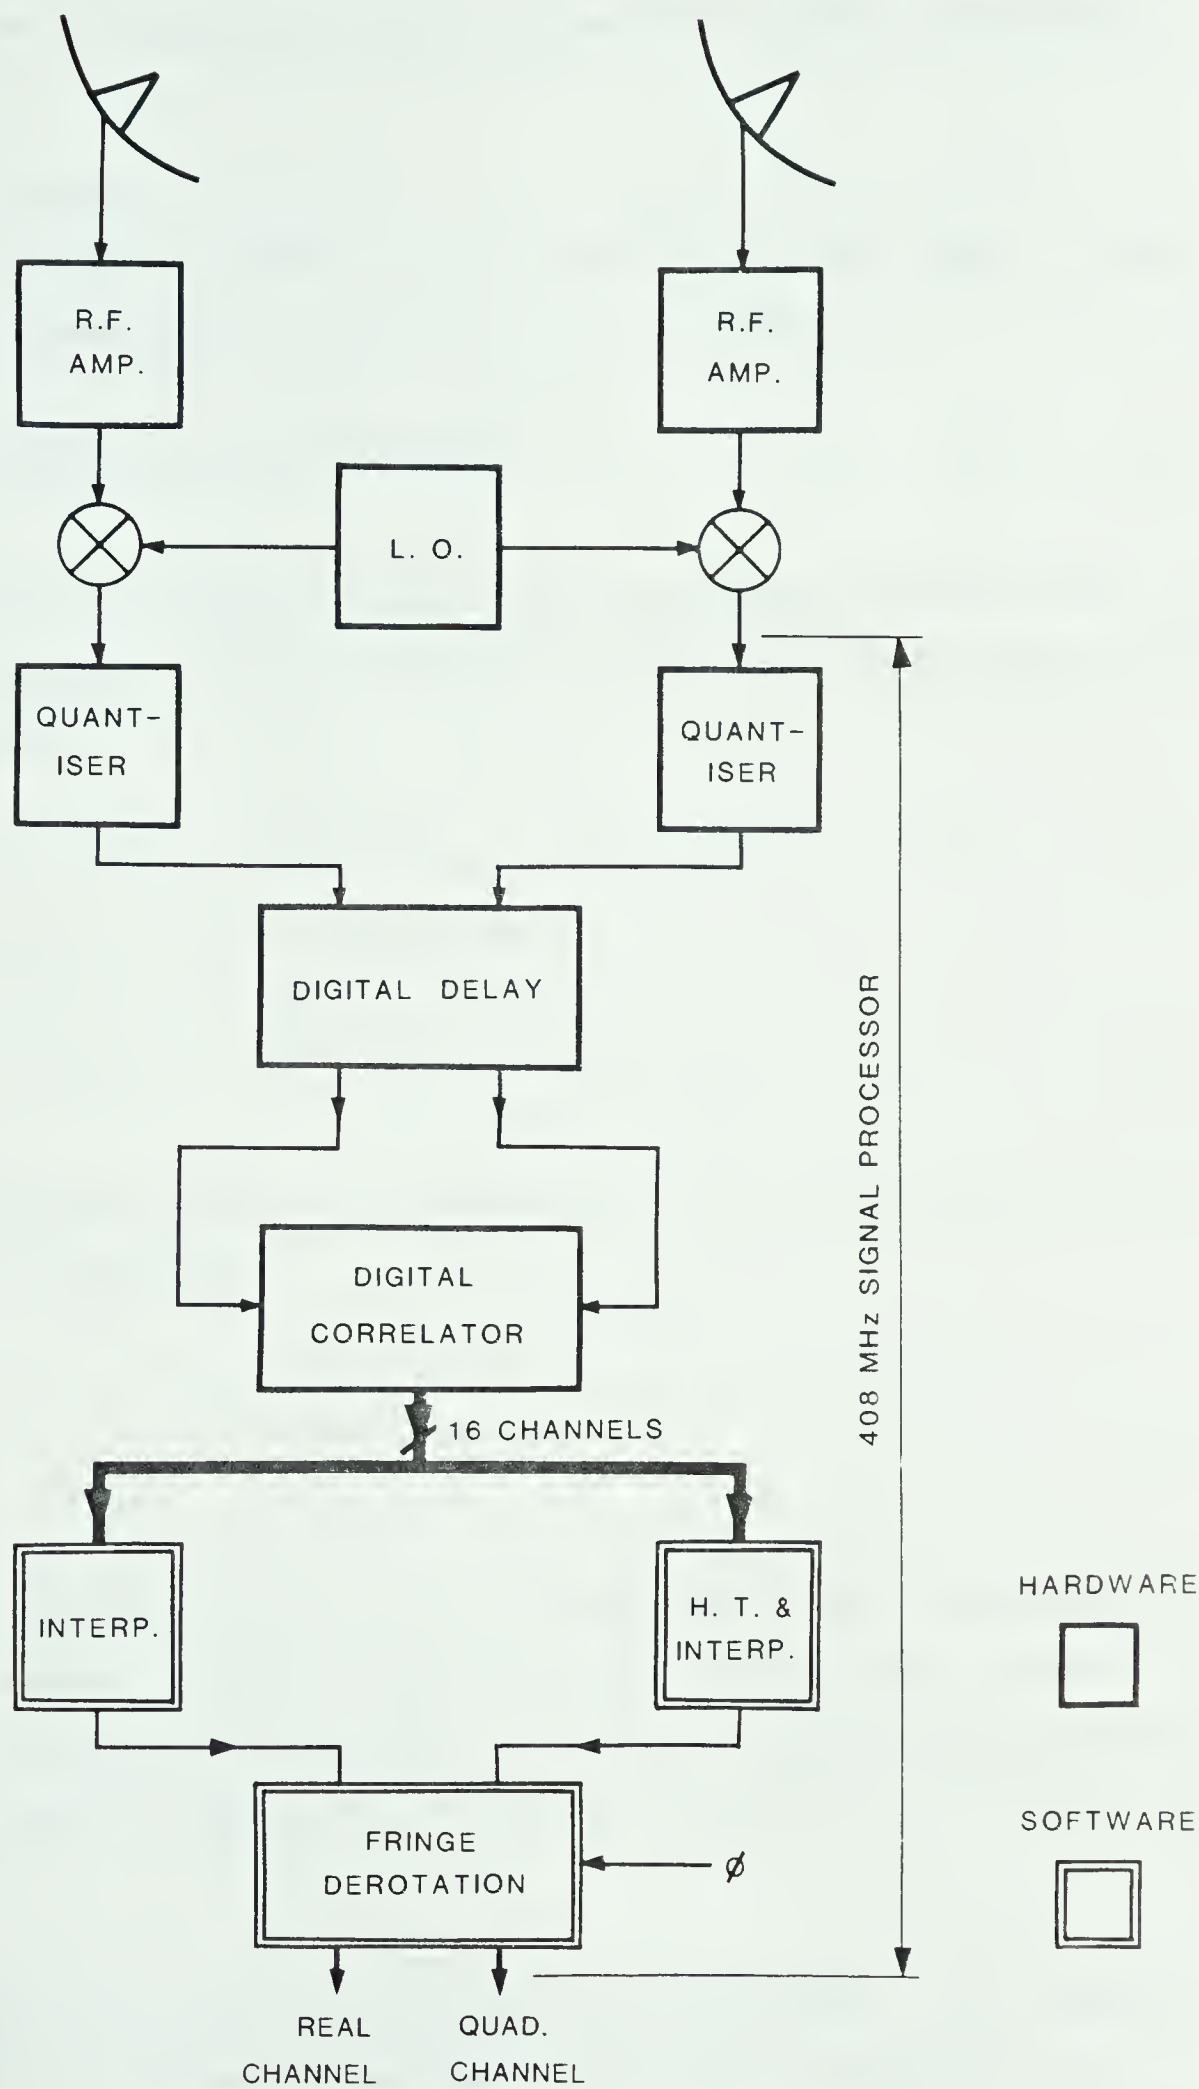 R.F.
AMP.
R.F.
AMP.
L. O.
QUANT-
ISER
QUANT-
ISER
DIGITAL DELAY
408 MHz SIGNAL PROCESSOR
DIGITAL
CORRELATOR
16 CHANNELS
INTERP.
H. T. &
INTERP.
HARDWARE
FRINGE
DEROTATION
ø
SOFTWARE
REAL
CHANNEL
QUAD.
CHANNEL